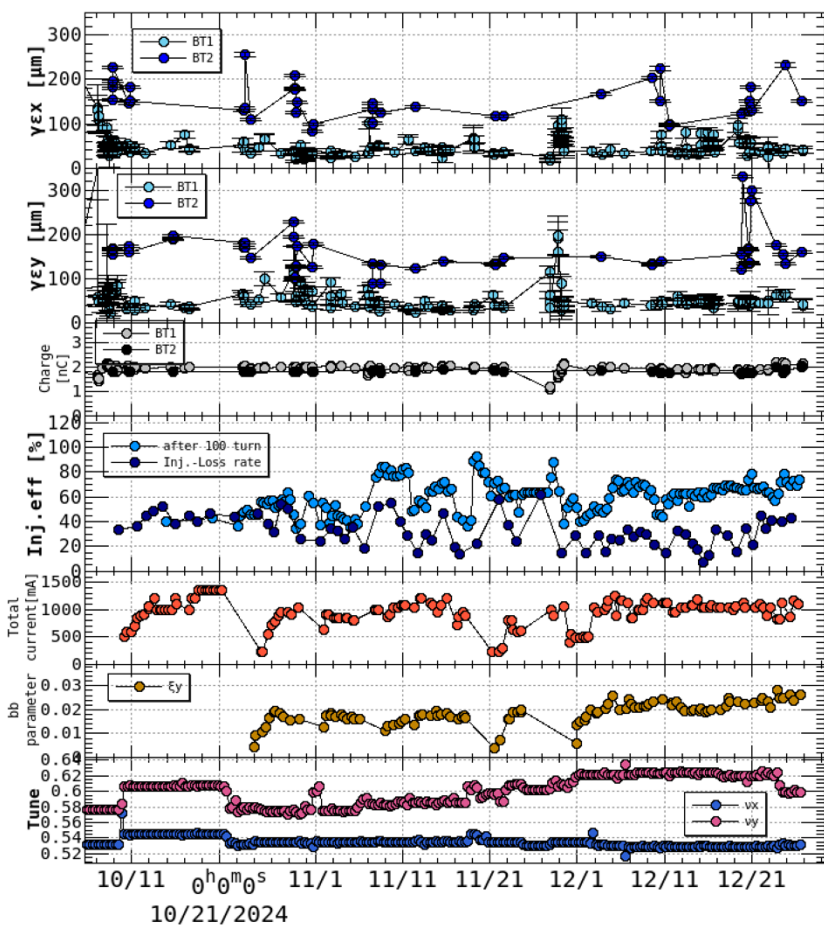 γεx [μm]
300
200
100
0
BT1
BT2
γεy [μm]
300
200
100
0
BT1
BT2
Charge
[nC]
3
2
1
0
BT1
BT2
Inj.eff [%]
120
100
80
60
40
20
0
after 100 turn
Inj.-Loss rate
Total
current[mA]
1500
1000
500
0
bb
parameter
0.03
0.02
0.01
0
ξy
Tune
0.64
0.62
0.6
0.58
0.56
0.54
0.52
νx
νy
10/11 0h0m0s 11/1 11/11 11/21 12/1 12/11 12/21
10/21/2024